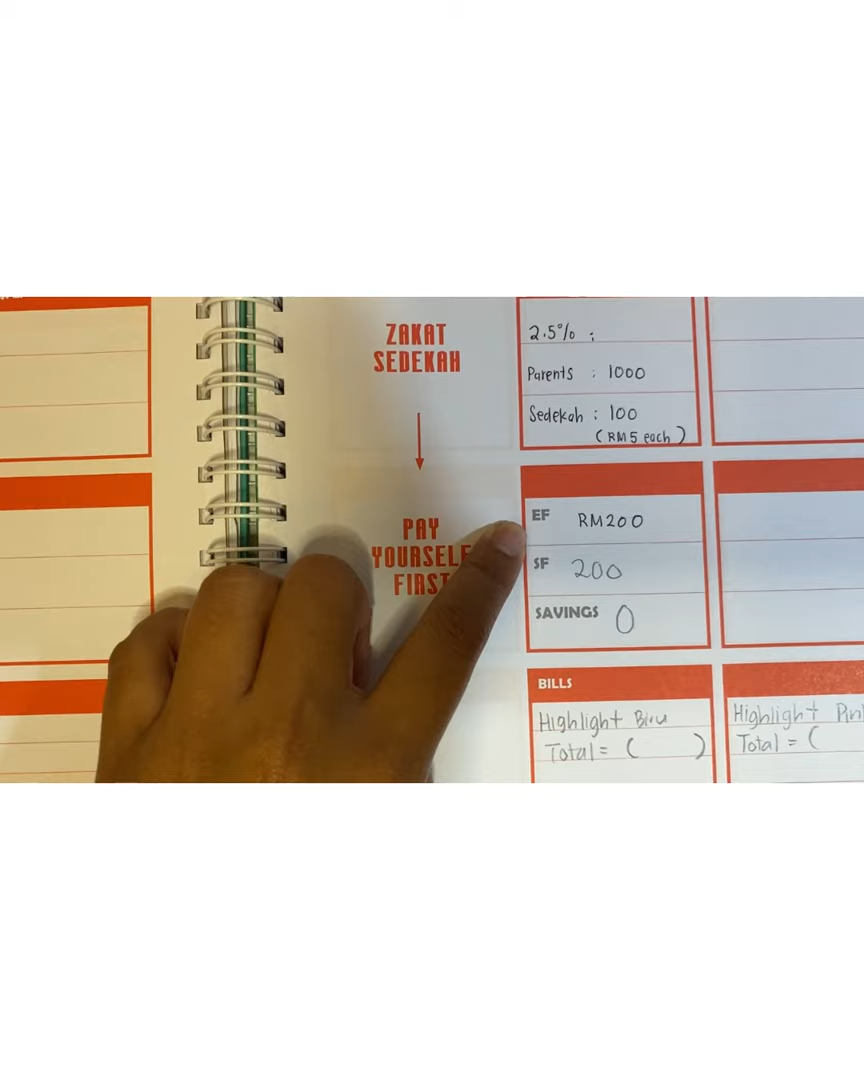 ZAKAT
SEDEKAH
2.5% :
Parents : 1000
Sedekah : 100
(RM5 each)
PAY
YOURSELF
FIRST
EF RM200
SF 200
SAVINGS 0
BILLS
Highlight Biru
Total = ( )
Highlight
Total = (